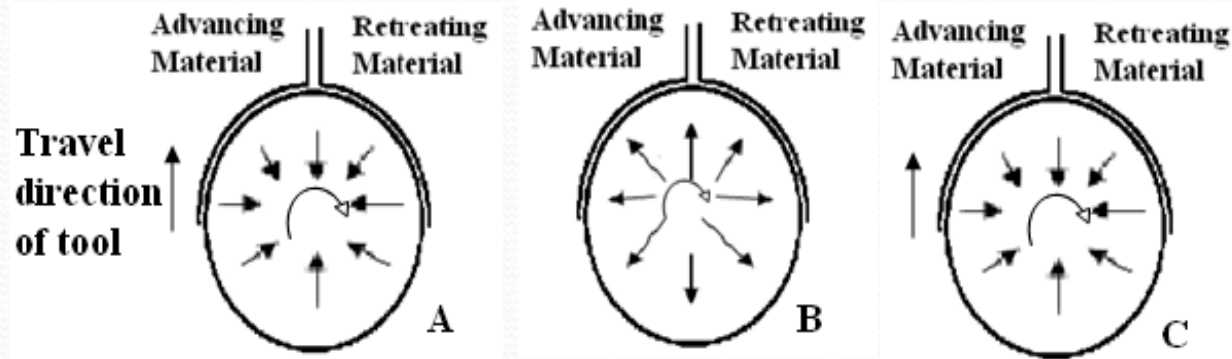 Advancing
Material
Retreating
Material
Travel
direction
of tool
A
Advancing
Material
Retreating
Material
B
Advancing
Material
Retreating
Material
C